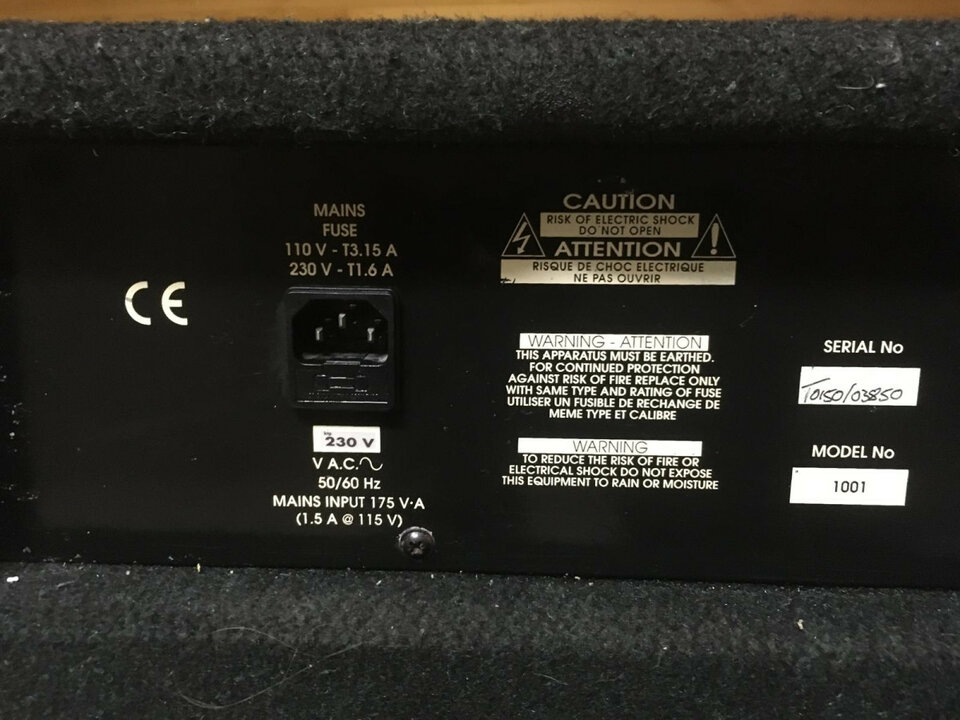 MAINS
FUSE
110 V - T3.15 A
230 V - T1.6 A
CE
230 V
V A.C.
50/60 Hz
MAINS INPUT 175 V·A
(1.5 A @ 115 V)
CAUTION
RISK OF ELECTRIC SHOCK
DO NOT OPEN
ATTENTION
RISQUE DE CHOC ELECTRIQUE
NE PAS OUVRIR
WARNING - ATTENTION
THIS APPARATUS MUST BE EARTHED.
FOR CONTINUED PROTECTION
AGAINST RISK OF FIRE REPLACE ONLY
WITH SAME TYPE AND RATING OF FUSE
UTILISER UN FUSIBLE DE RECHANGE DE
MEME TYPE ET CALIBRE
WARNING
TO REDUCE THE RISK OF FIRE OR
ELECTRICAL SHOCK DO NOT EXPOSE
THIS EQUIPMENT TO RAIN OR MOISTURE
SERIAL No
T0150/03850
MODEL No
1001